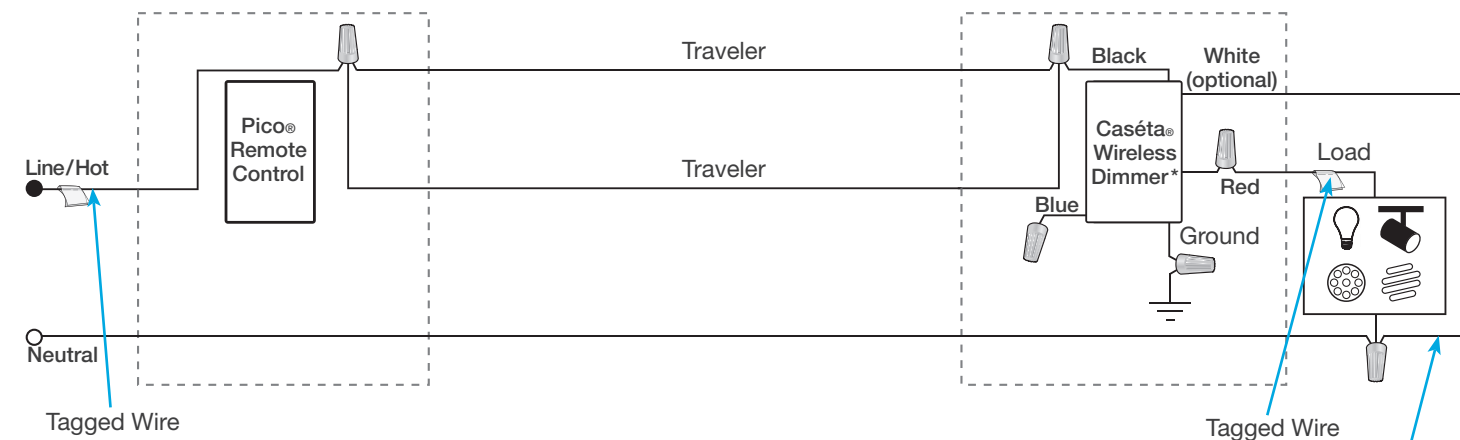 Traveler
Black
White
(optional)
Pico®
Remote
Control
Caséta®
Wireless
Dimmer*
Line/Hot
Traveler
Load
Red
Blue
Ground
Neutral
Tagged Wire
Tagged Wire